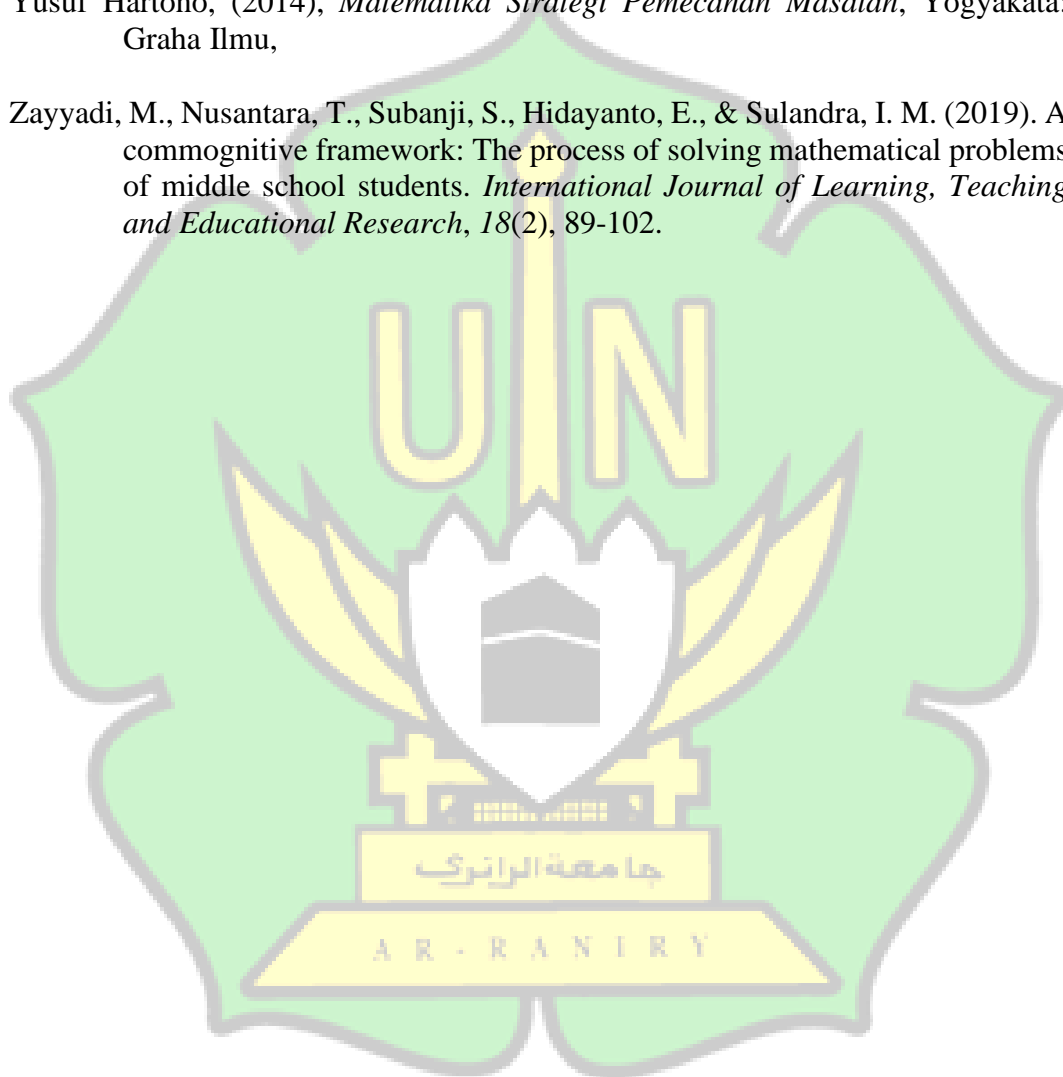 Yusuf Hartono, (2014), Matematika Strategi Pemecahan Masalah, Yogyakata:
Graha Ilmu,
Zayyadi, M., Nusantara, T., Subanji, S., Hidayanto, E., & Sulandra, I. M. (2019). A
commognitive framework: The process of solving mathematical problems
of middle school students. International Journal of Learning, Teaching
and Educational Research, 18(2), 89-102.
U N
جامعة الرانري
AR-RANIRY